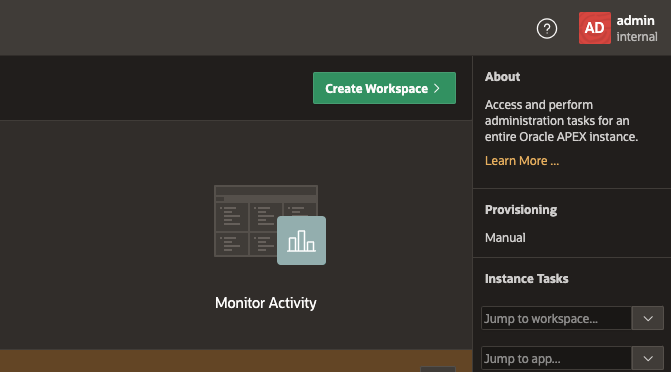 AD
admin
internal
Create Workspace
About
Access and perform
administration tasks for an
entire Oracle APEX instance.
Learn More ...
Provisioning
Manual
Monitor Activity
Instance Tasks
Jump to workspace...
Jump to app...